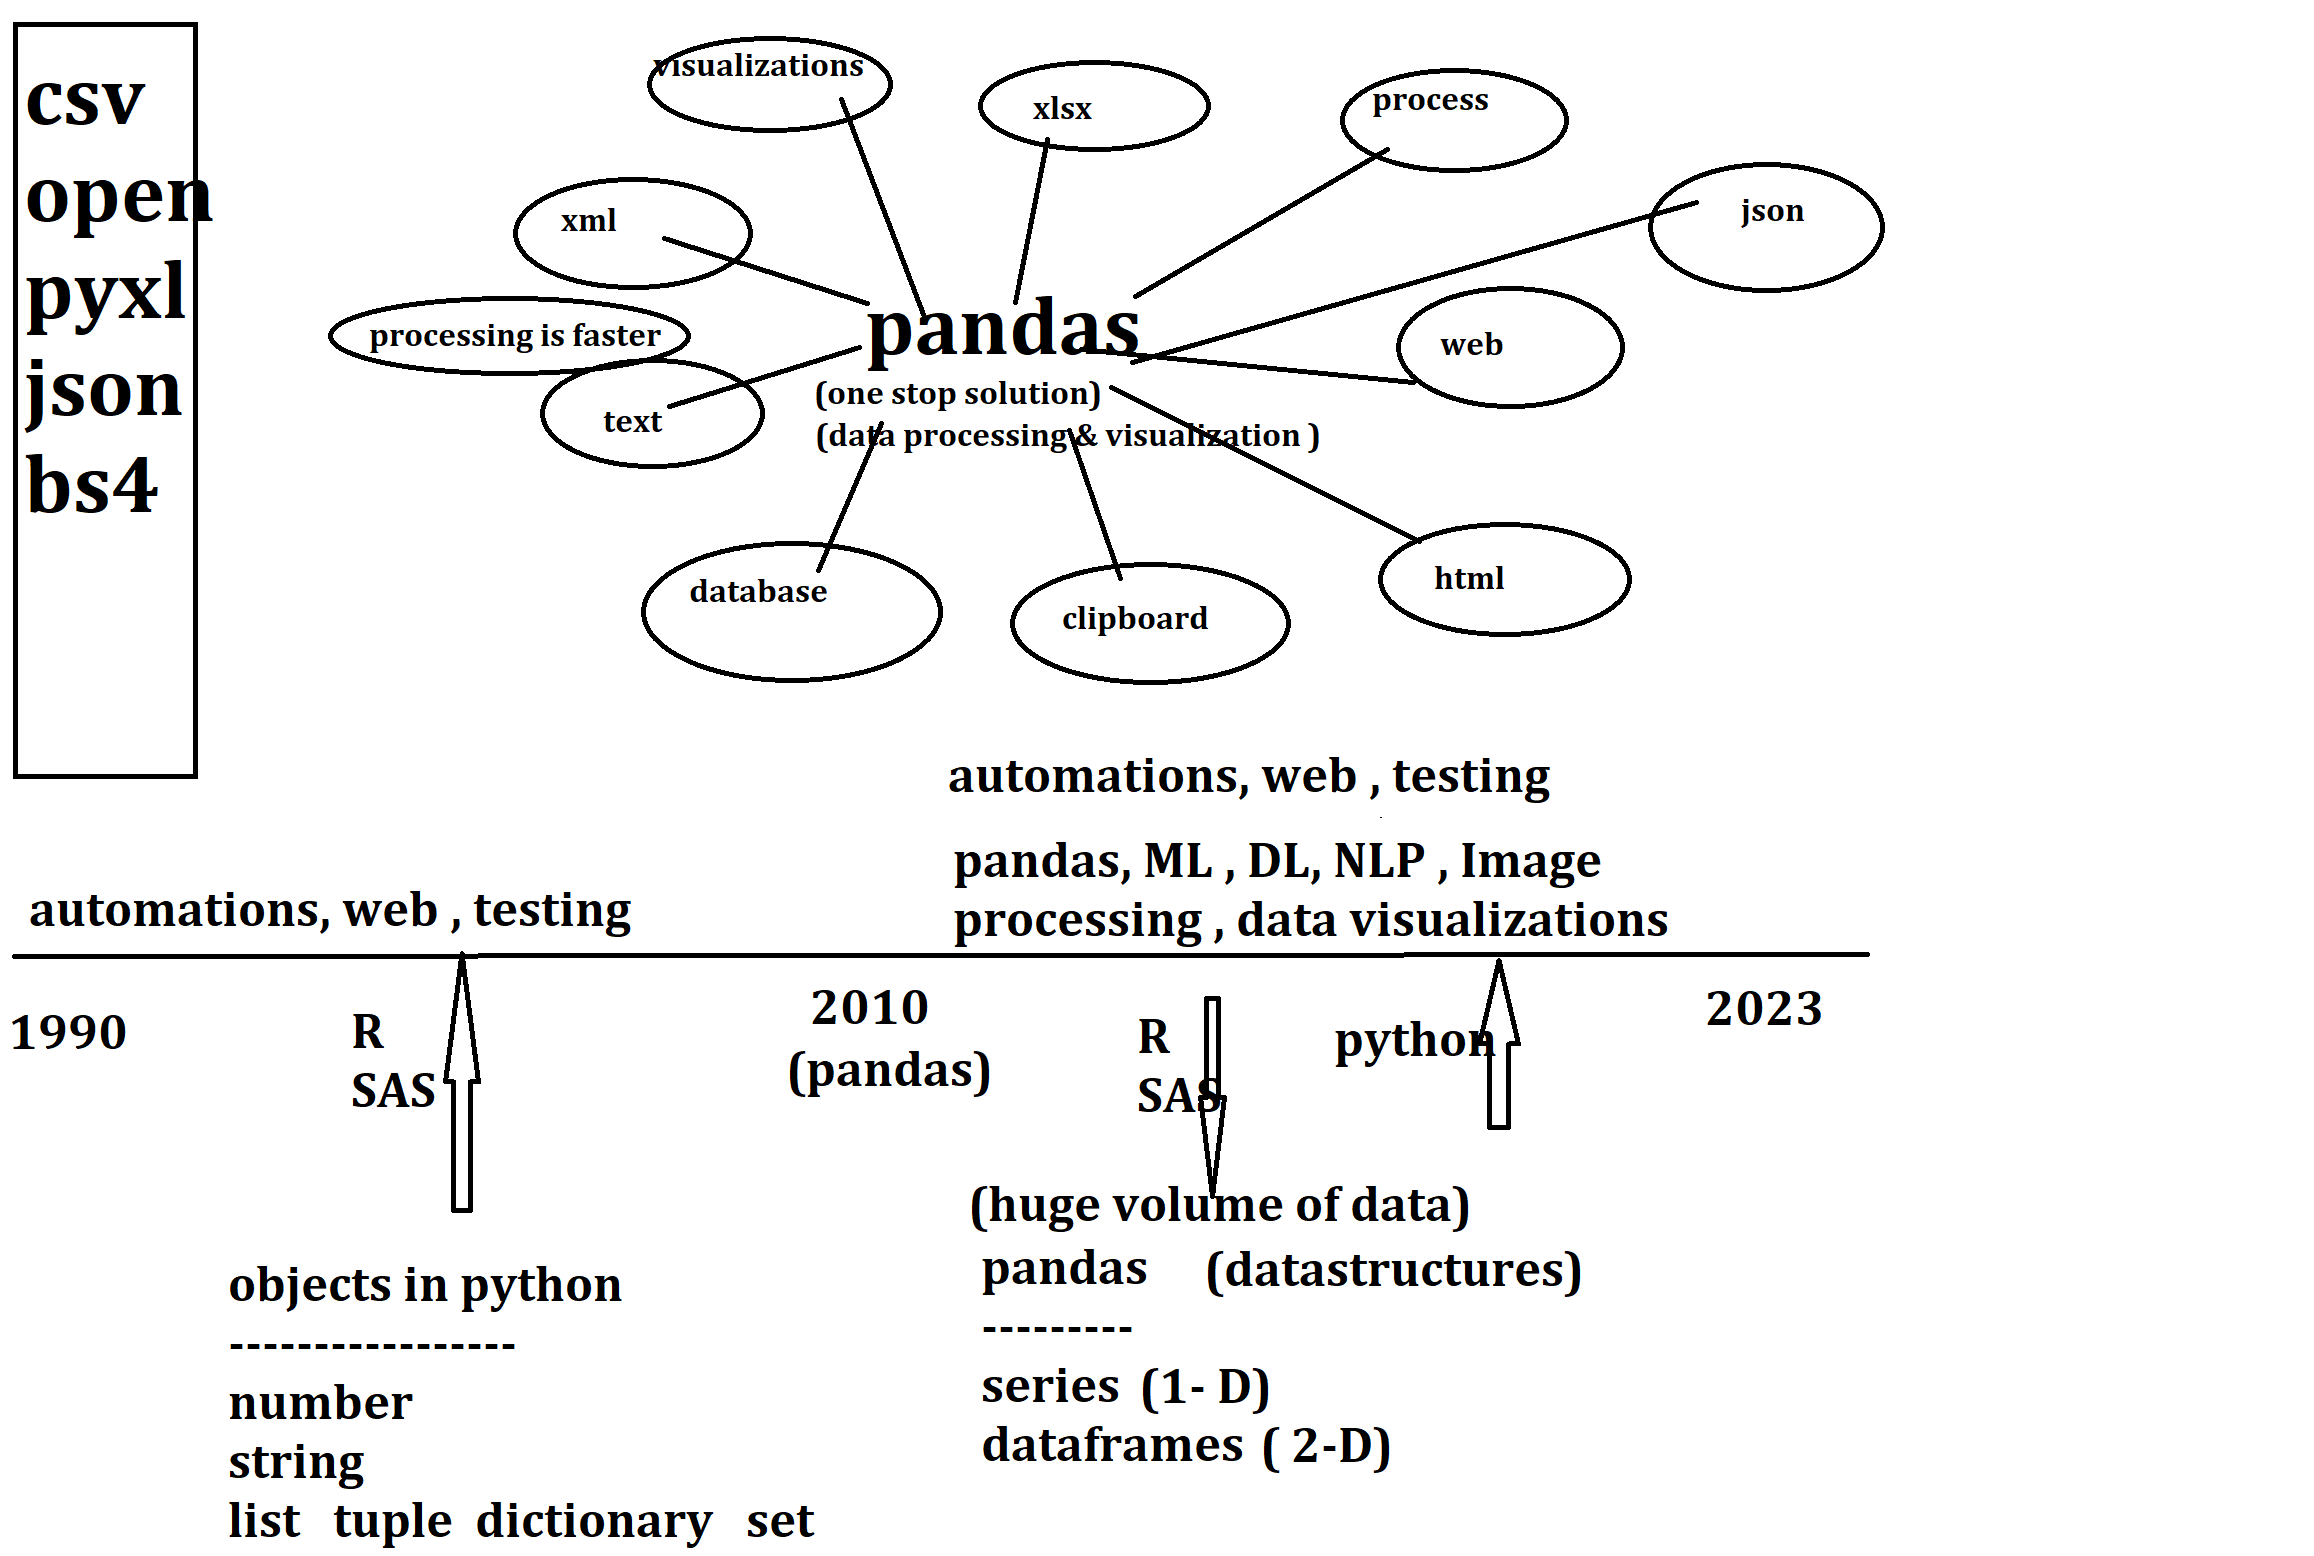 csv
open
pyxl
json
bs4
visualizations
xlsx
process
json
xml
web
processing is faster
text
pandas
(one stop solution)
(data processing & visualization )
database
clipboard
html
automations, web , testing
pandas, ML , DL, NLP , Image
processing , data visualizations
automations, web , testing
1990
R
SAS
2010
(pandas)
R
SAS
python
2023
(huge volume of data)
pandas (datastructures)
---------
series (1- D)
dataframes ( 2-D)
objects in python
-----------------
number
string
list tuple dictionary set